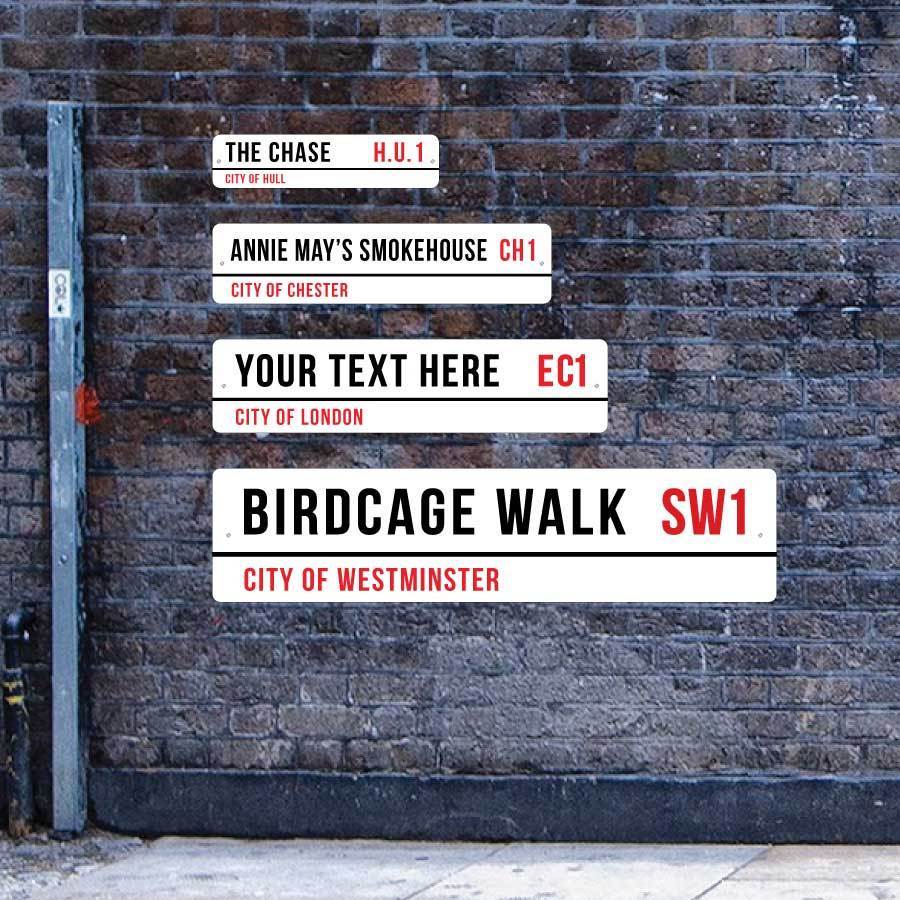 THE CHASE H.U.1
CITY OF HULL
ANNIE MAY'S SMOKEHOUSE CH1
CITY OF CHESTER
YOUR TEXT HERE EC1
CITY OF LONDON
BIRDCAGE WALK SW1
CITY OF WESTMINSTER